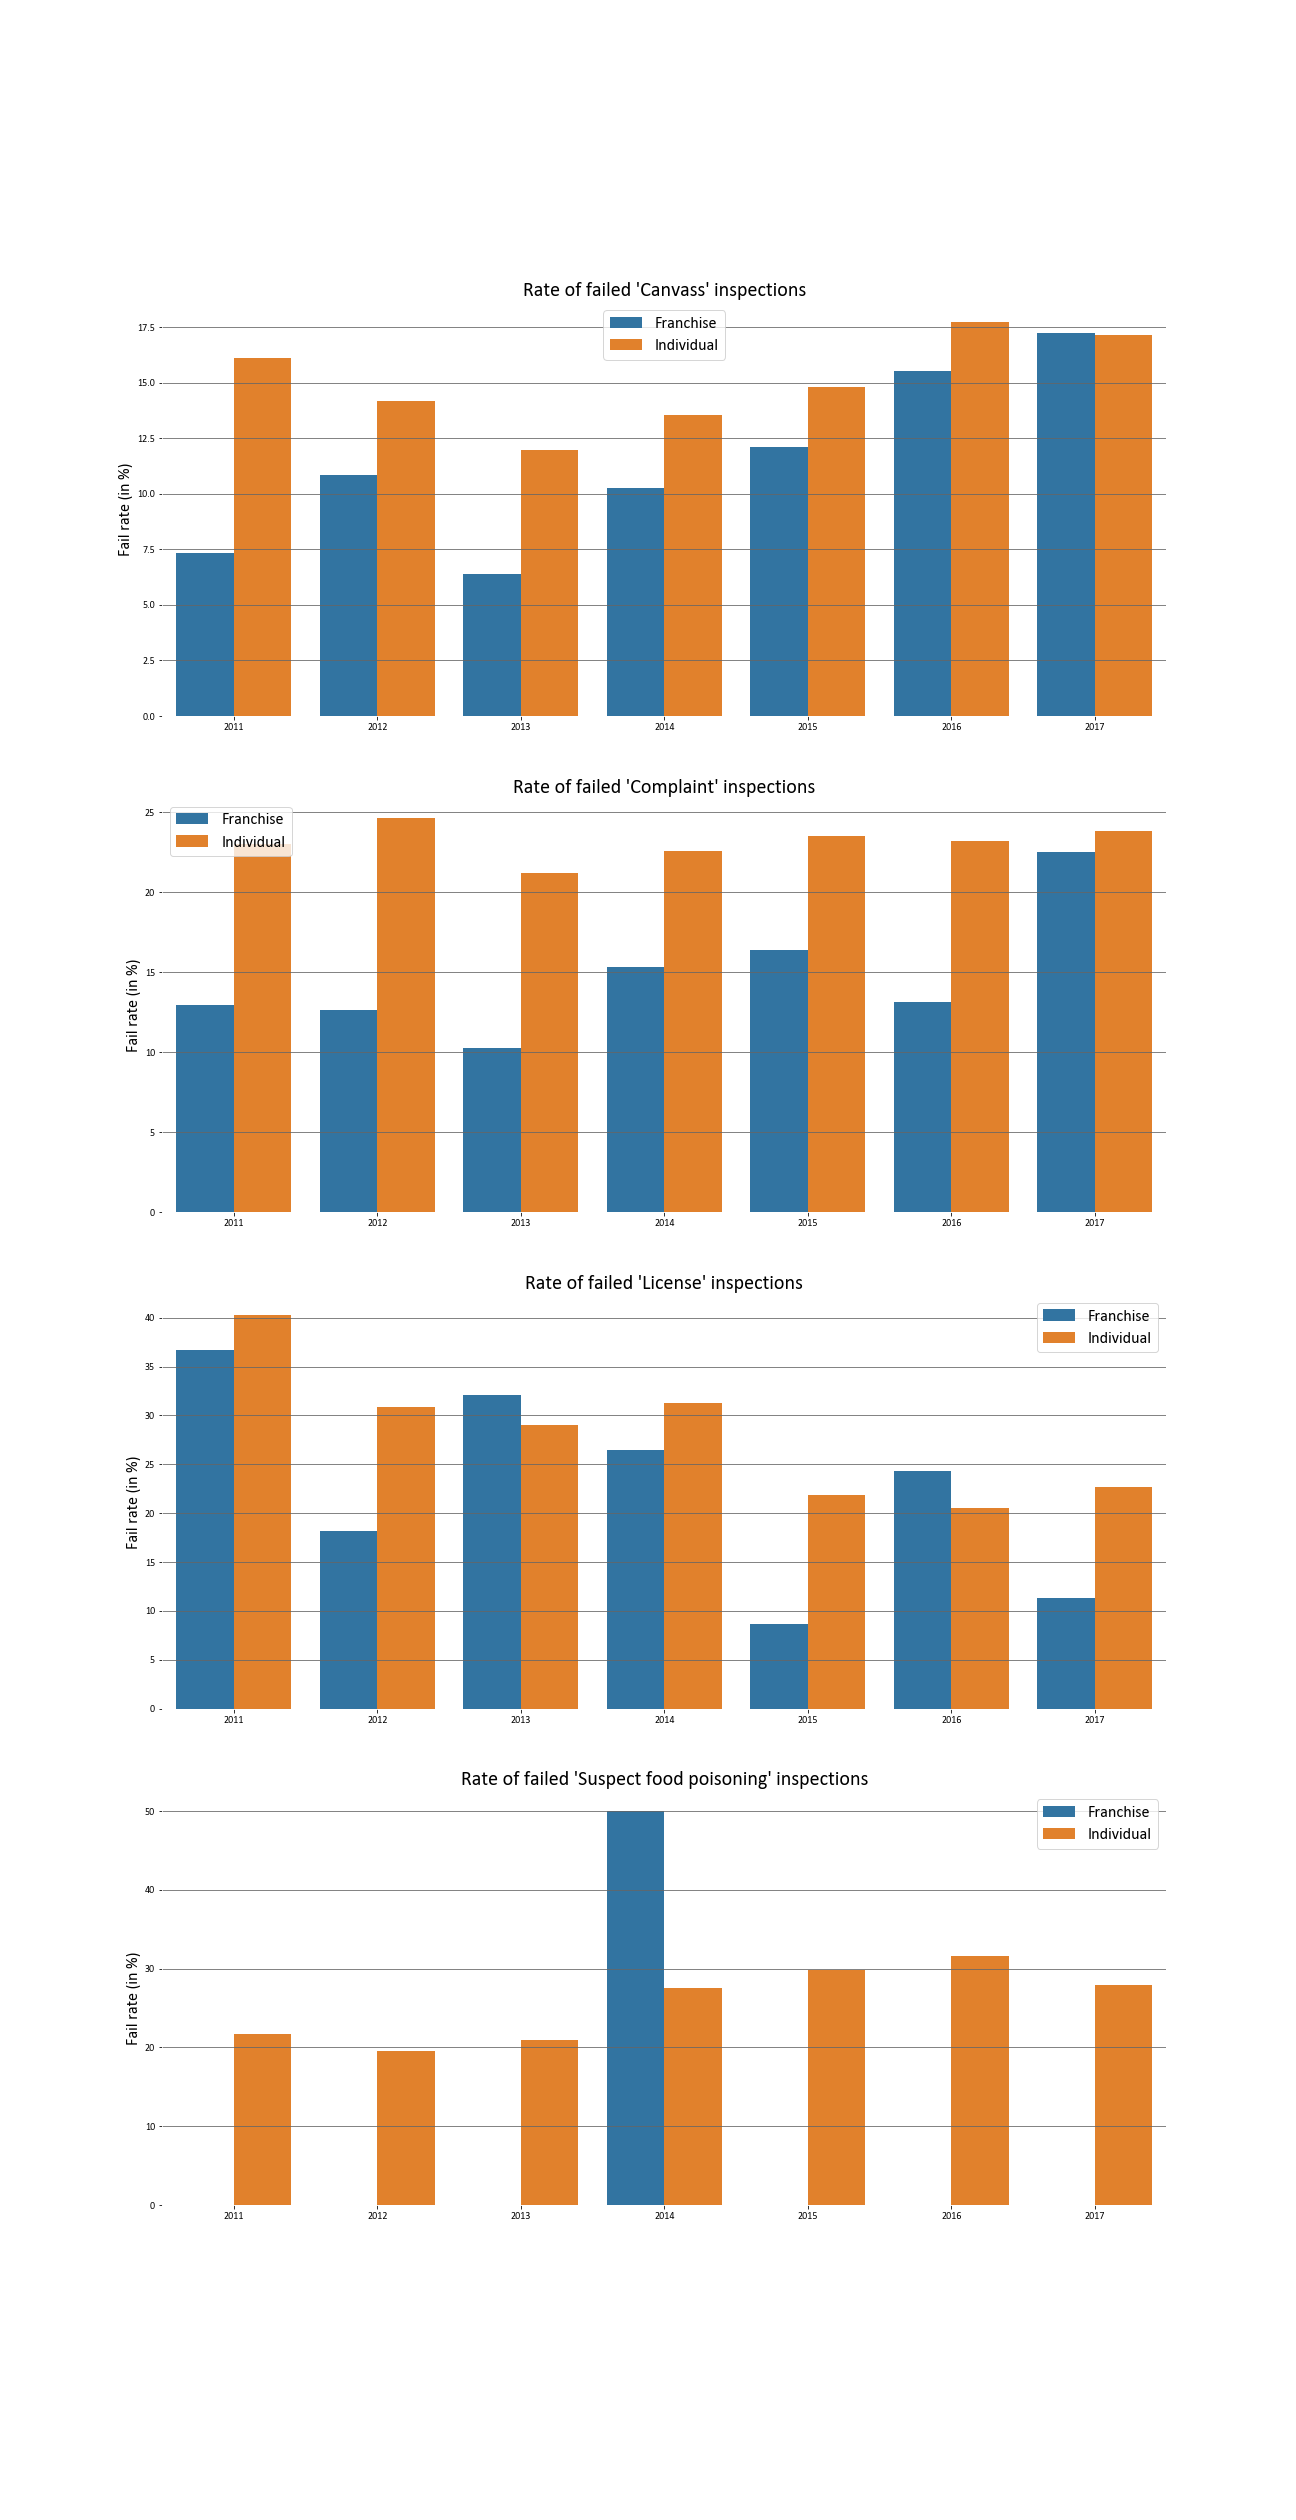 Rate of failed 'Canvass' inspections
Franchise
Individual
17.5
15.0
12.5
10.0
7.5
5.0
2.5
0.0
Fail rate (in %)
2011 2012 2013 2014 2015 2016 2017
Rate of failed 'Complaint' inspections
Franchise
Individual
25
20
15
10
5
0
Fail rate (in %)
2011 2012 2013 2014 2015 2016 2017
Rate of failed 'License' inspections
Franchise
Individual
40
35
30
25
20
15
10
5
0
Fail rate (in %)
2011 2012 2013 2014 2015 2016 2017
Rate of failed 'Suspect food poisoning' inspections
Franchise
Individual
50
40
30
20
10
0
Fail rate (in %)
2011 2012 2013 2014 2015 2016 2017